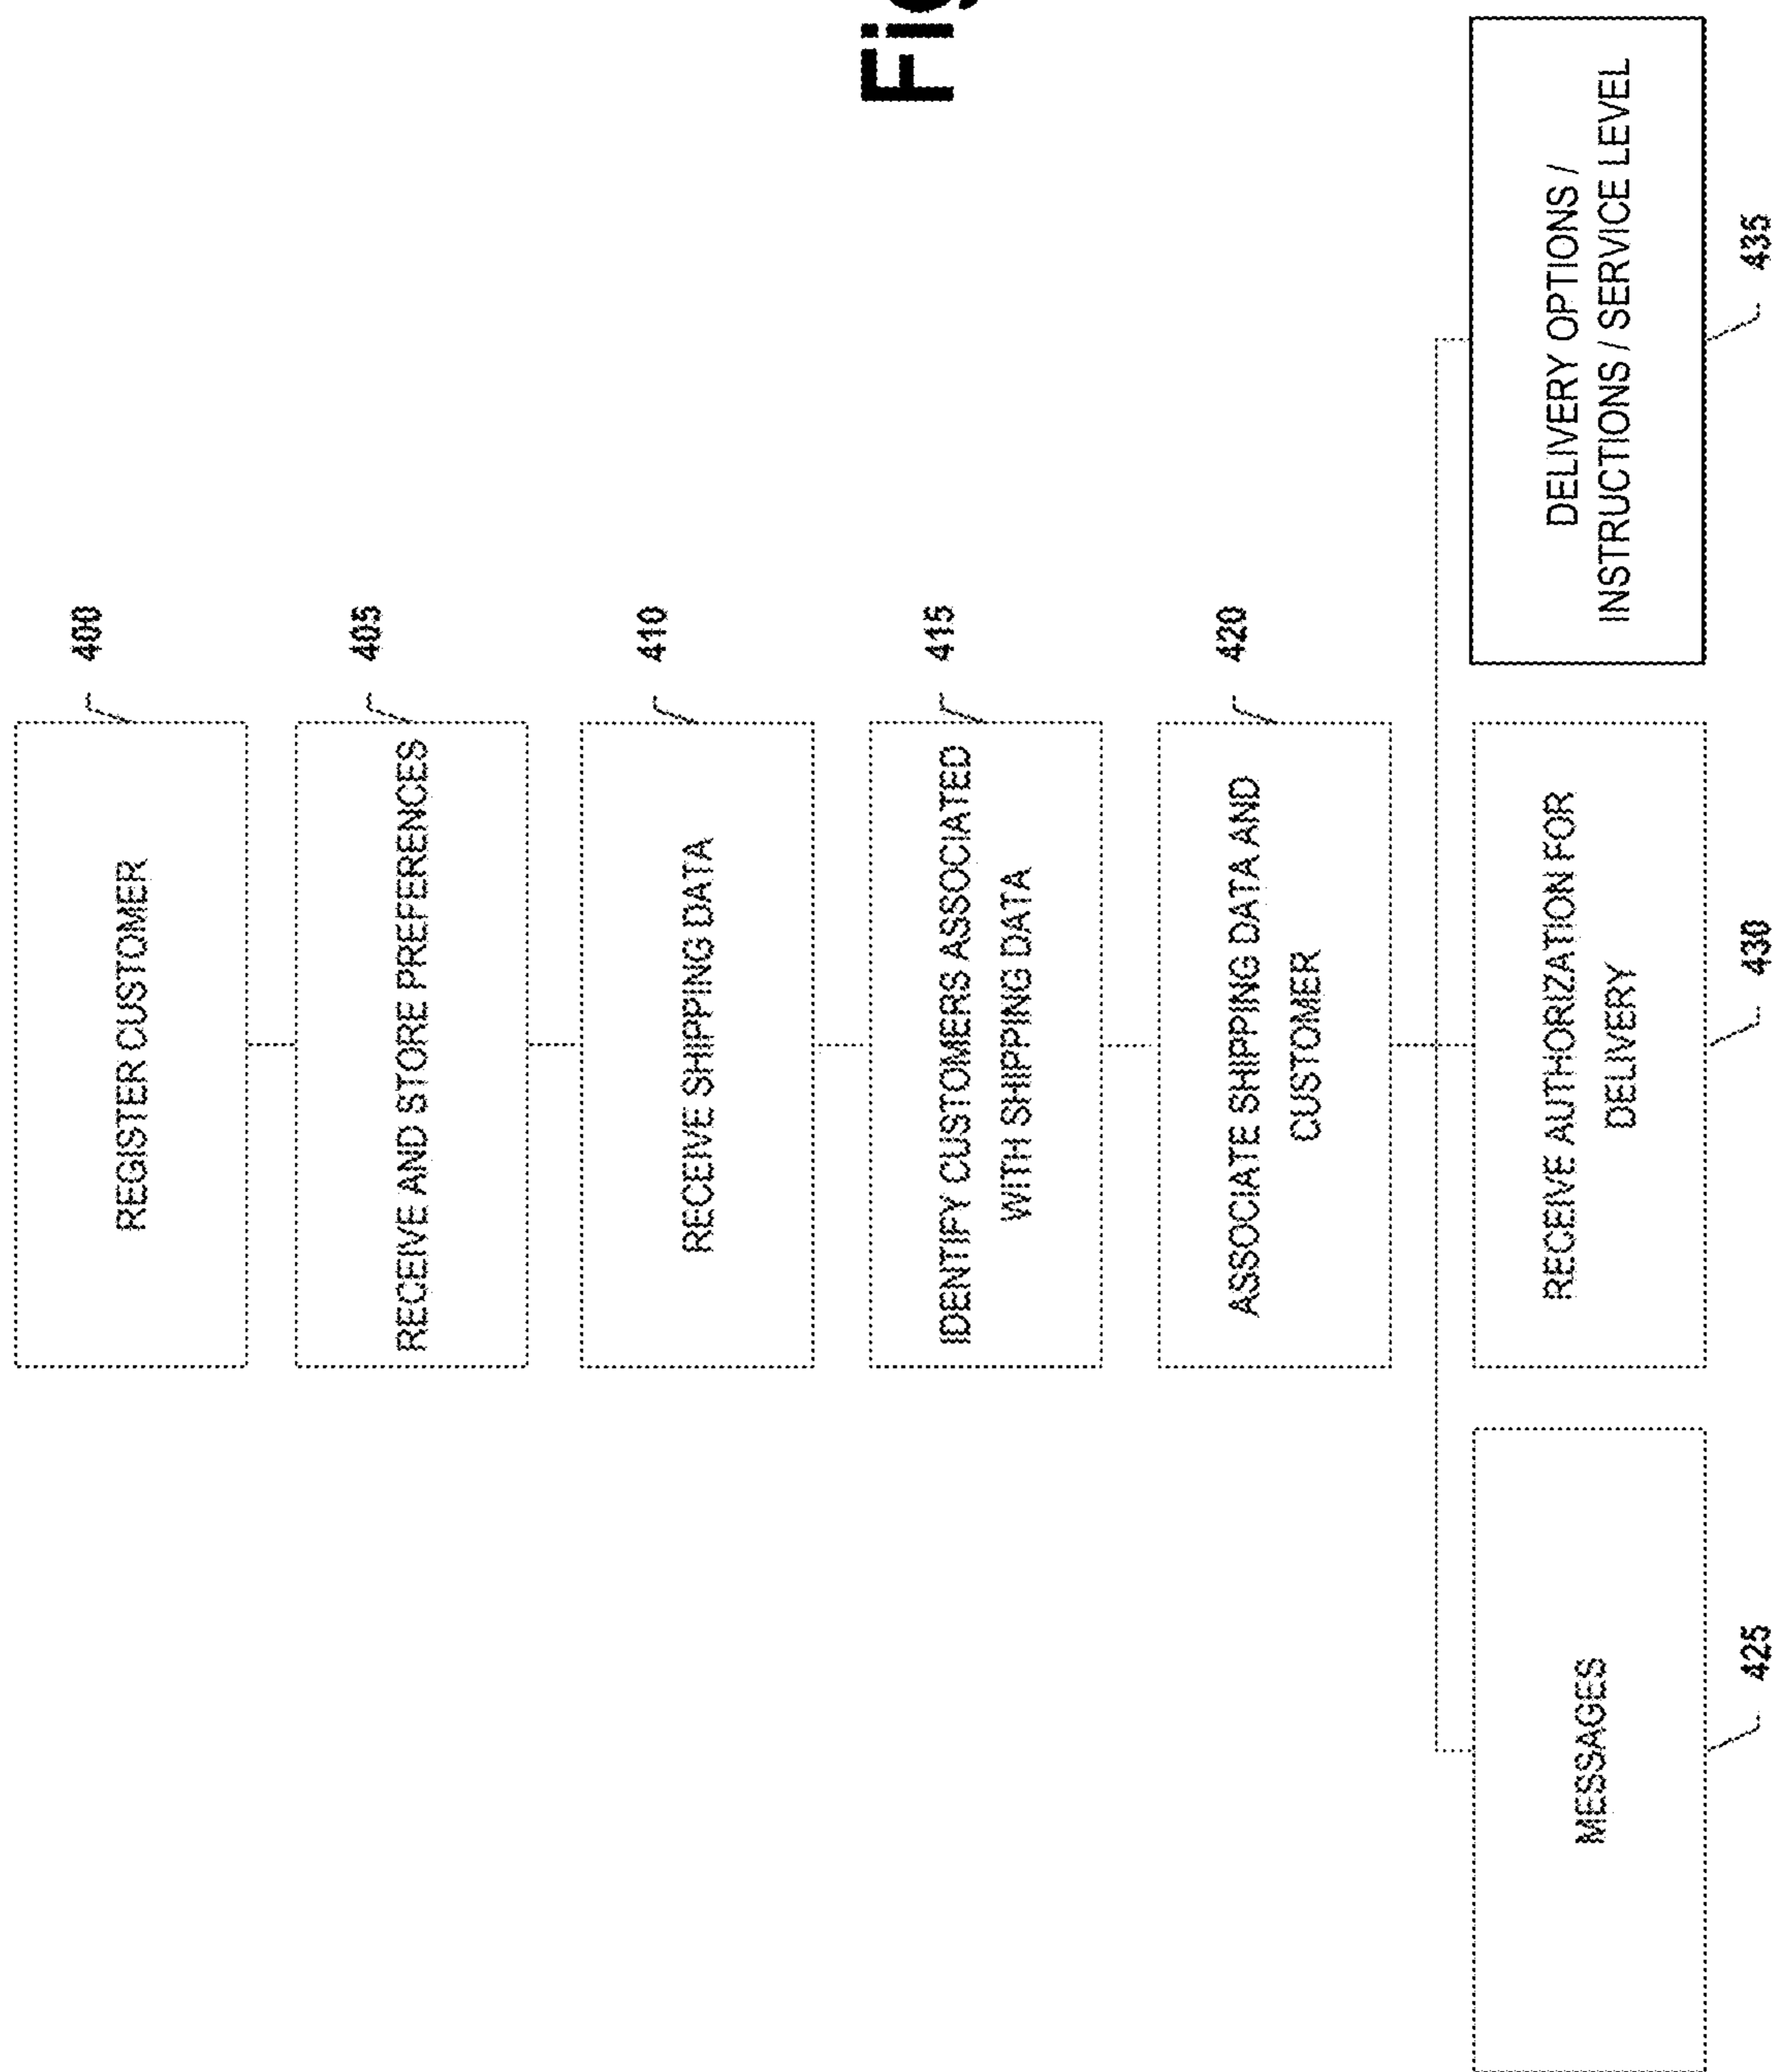 400
REGISTER CUSTOMER
405
RECEIVE AND STORE PREFERENCES
410
RECEIVE SHIPPING DATA
415
IDENTIFY CUSTOMERS ASSOCIATED
WITH SHIPPING DATA
420
ASSOCIATE SHIPPING DATA AND
CUSTOMER
MESSAGES
425
RECEIVE AUTHORIZATION FOR
DELIVERY
430
DELIVERY OPTIONS /
INSTRUCTIONS / SERVICE LEVEL
435